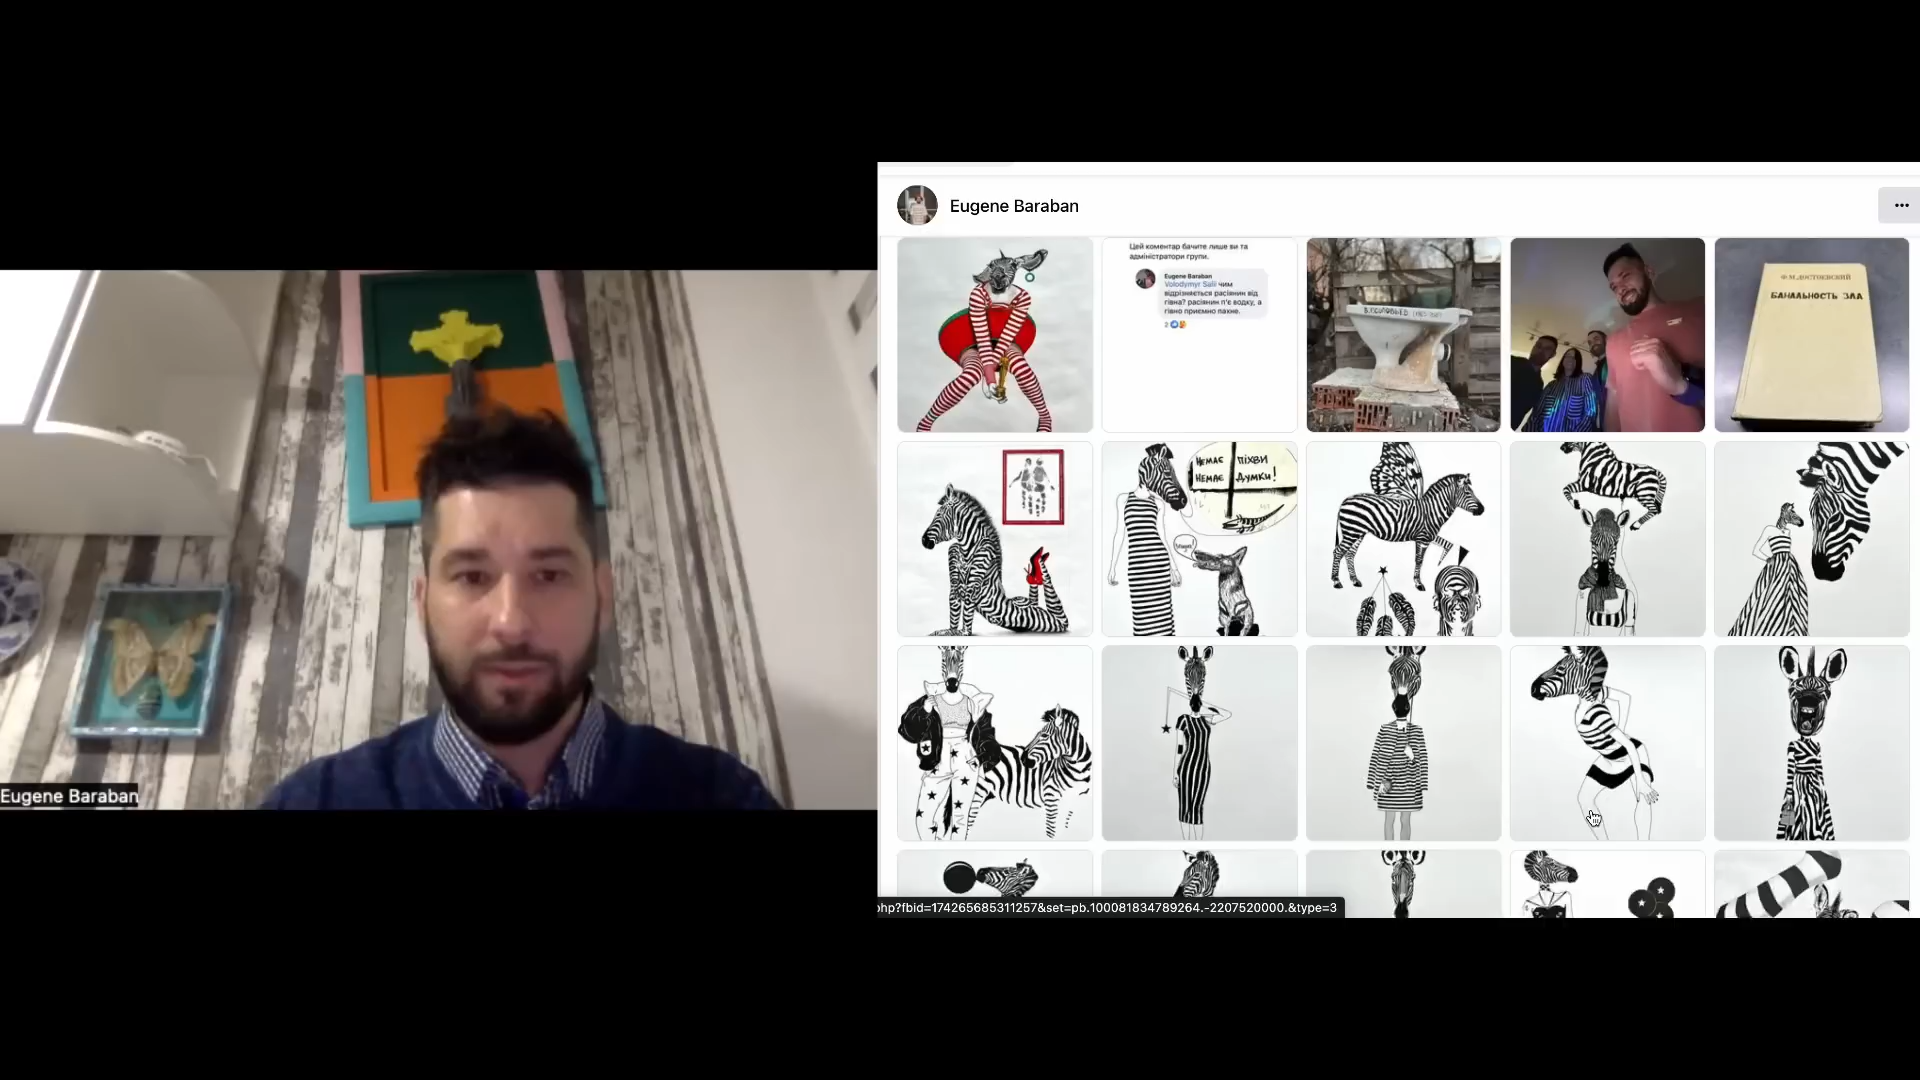 Eugene Baraban
Цей коментар бачите лише ви та
адміністратори групи.
Eugene Baraban
Volodymyr Salii чим
відрізняється расіянин від
гівна? расіянин п'є водку, а
гівно приємно пахне.
2
Ф.М.ДОСТОЕВСКИЙ
БАНАЛЬНОСТЬ ЗЛА
НЕМАЄ ПІХВИ
НЕМАЄ ДУМКИ!
Eugene Baraban
php?fbid=174265685311257&set=pb.100081834789264.-2207520000.&type=3